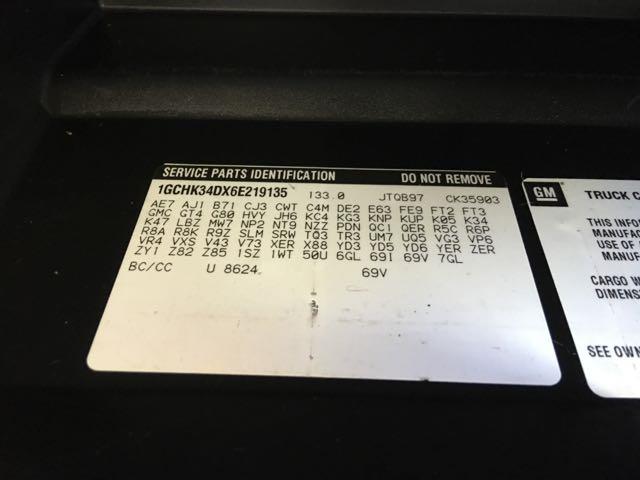 SERVICE PARTS IDENTIFICATION DO NOT REMOVE
1GCHK34DX6E219135 133.0 JTQB97 CK35903
AE7 AJ1 B71 CJ3 CWT C4M DE2 E63 FE9 FT2 FT3
GMC GT4 G80 HVY JH6 KC4 KG3 KNP KUP K05 K34
K47 LBZ MW7 NP2 NT9 NZZ PDN QC1 QER R5C R6P
R8A R8K R9Z SLM SRW TQ3 TR3 UM7 UQ5 VG3 VP6
VR4 VXS V43 V73 XER X88 YD3 YD5 YD6 YER ZER
ZY1 Z82 Z85 1SZ 1WT 50U 6GL 69I 69V 7GL
BC/CC U 8624 69V
GM
TRUCK C
THIS INFO
MANUFAC
USE OF
MANUF
CARGO W
DIMENS
SEE OWN